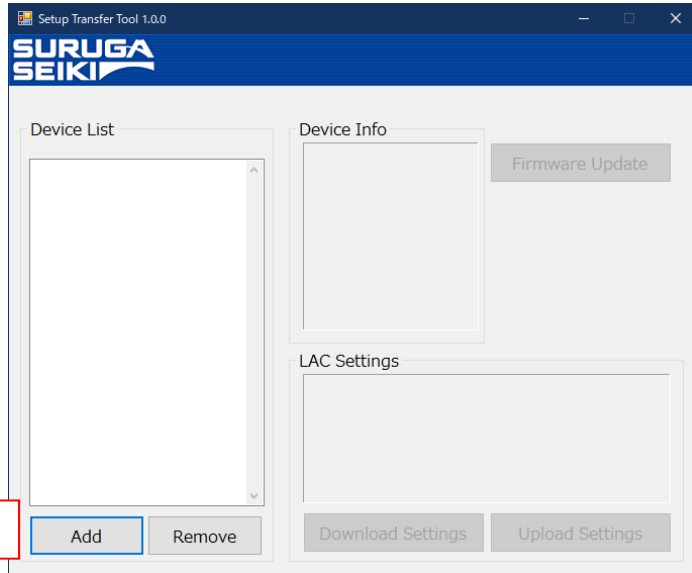 Setup Transfer Tool 1.0.0
SURUGA
SEIKI
Device List
Device Info
Firmware Update
LAC Settings
Add
Remove
Download Settings
Upload Settings